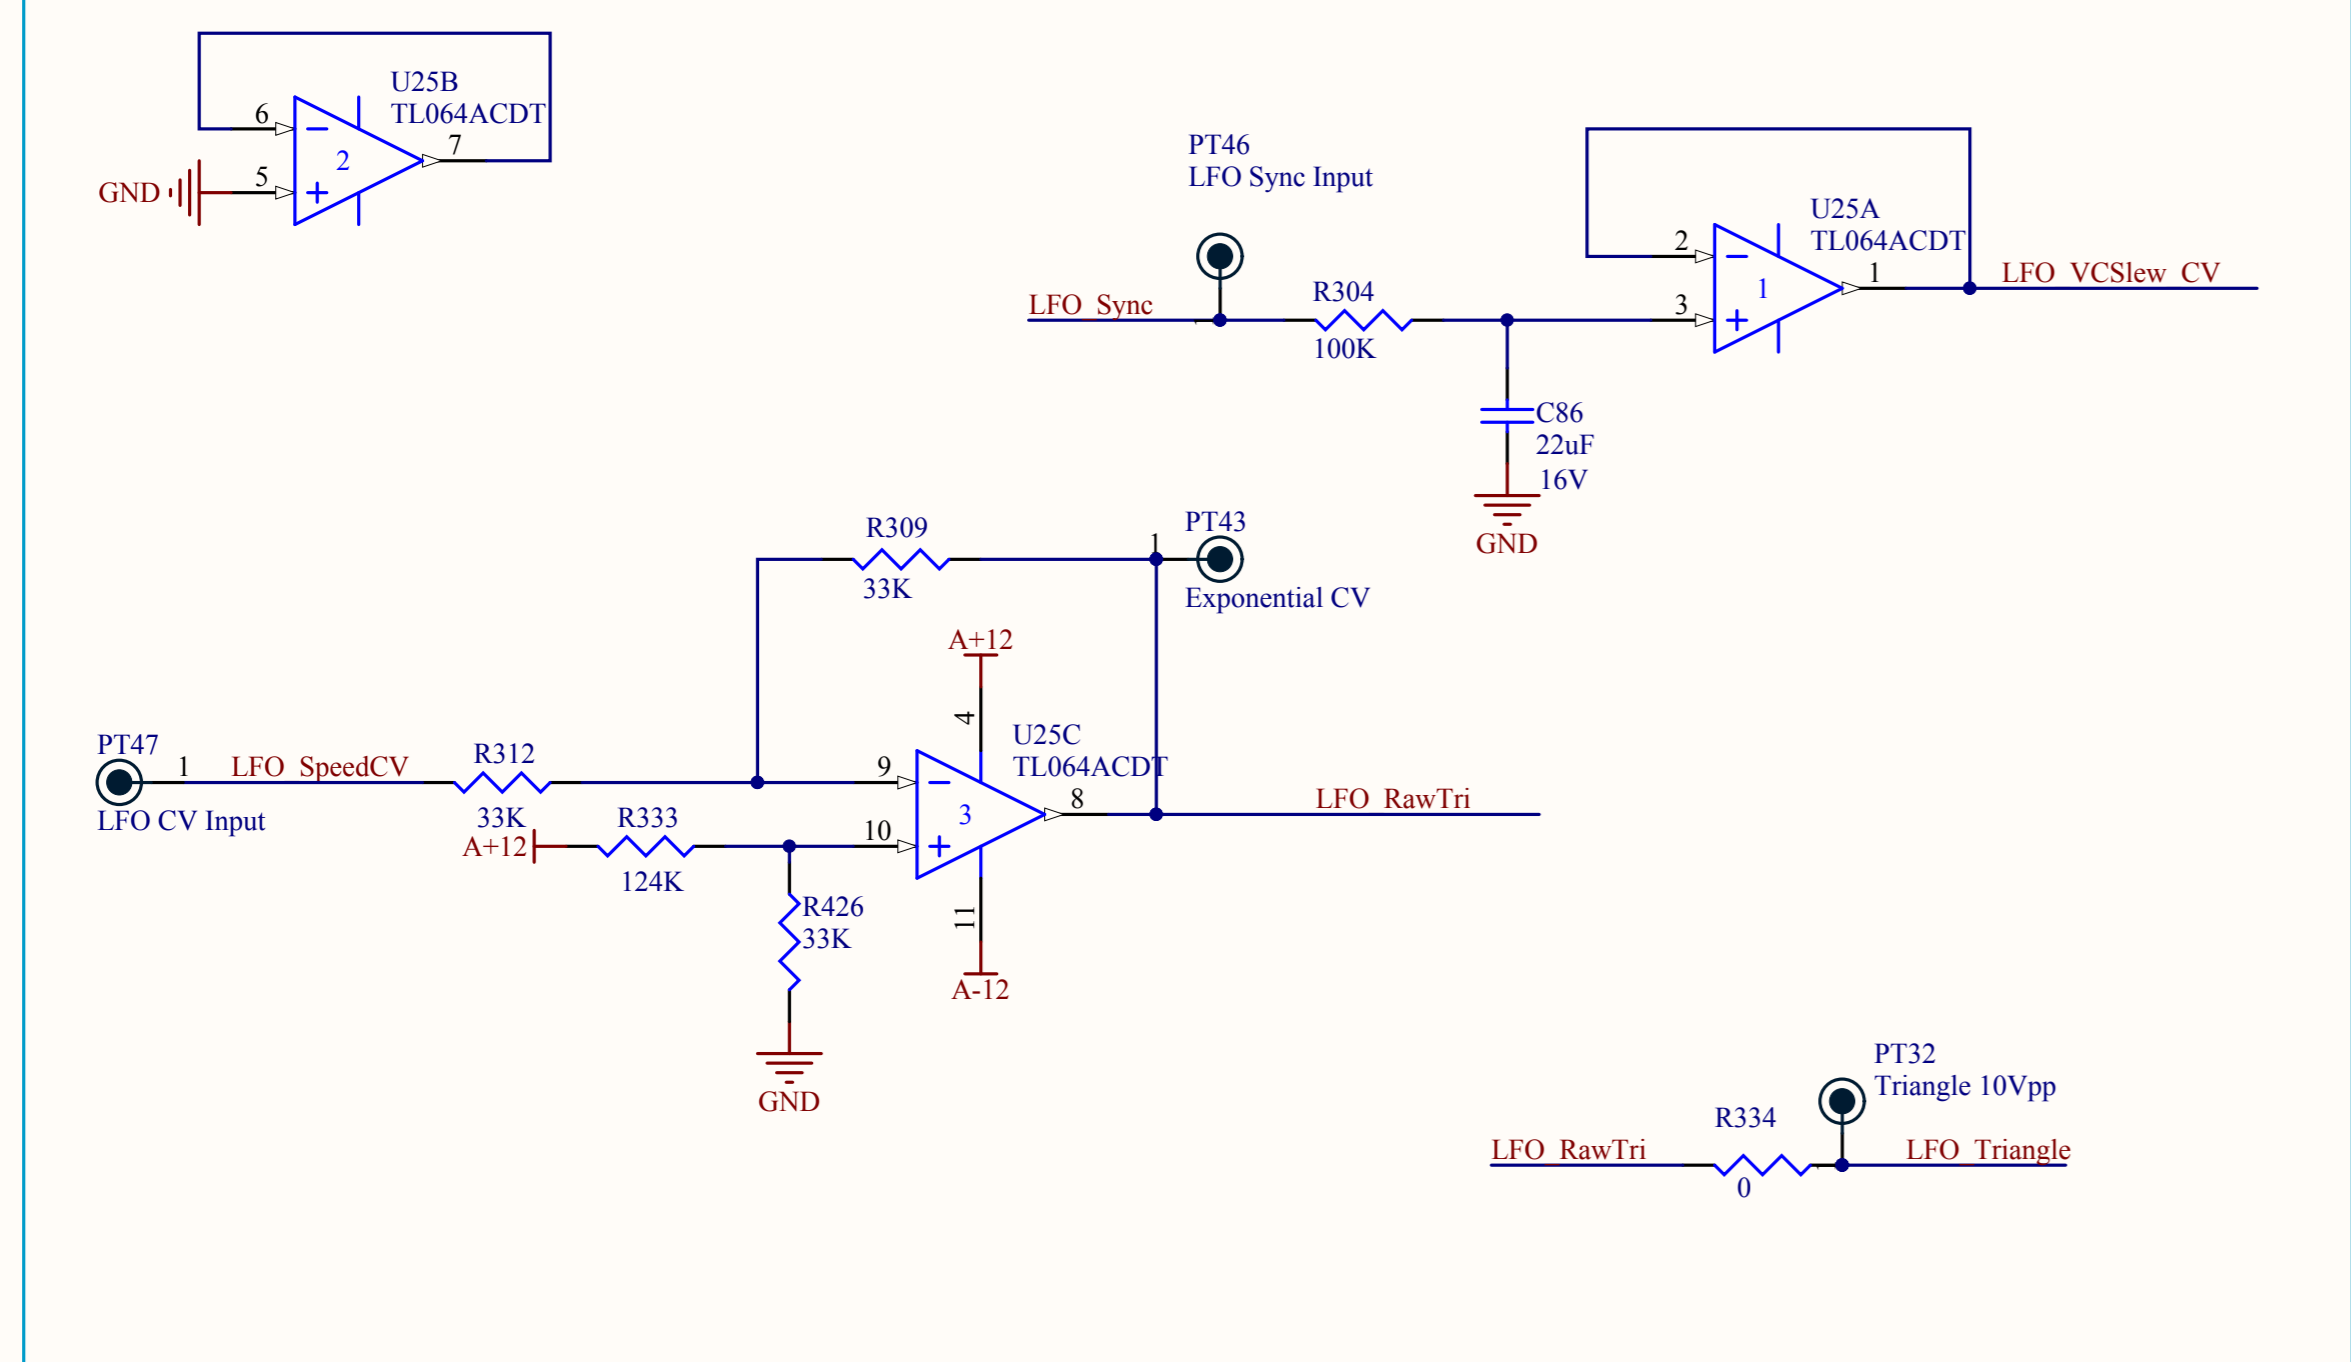 U25B
TL064ACDT
6
2
7
5
GND
PT46
LFO Sync Input
U25A
TL064ACDT
2
1
1
LFO_VCSlew_CV
LFO_Sync
R304
3
100K
C86
22uF
16V
GND
R309
33K
PT43
1
Exponential CV
A+12
4
U25C
TL064ACDT
PT47
1
LFO_SpeedCV
R312
9
LFO CV Input
33K
R333
3
8
LFO_RawTri
A+12
10
124K
R426
33K
11
A-12
GND
PT32
Triangle 10Vpp
R334
LFO_RawTri
LFO_Triangle
0